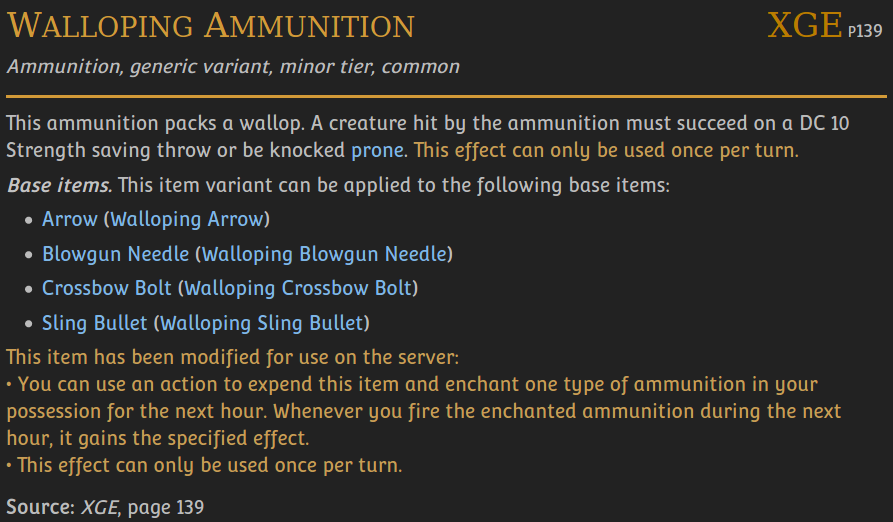 WALLOPING AMMUNITION XGE P139
Ammunition, generic variant, minor tier, common
This ammunition packs a wallop. A creature hit by the ammunition must succeed on a DC 10
Strength saving throw or be knocked prone. This effect can only be used once per turn.
Base items. This item variant can be applied to the following base items:
• Arrow (Walloping Arrow)
• Blowgun Needle (Walloping Blowgun Needle)
• Crossbow Bolt (Walloping Crossbow Bolt)
• Sling Bullet (Walloping Sling Bullet)
This item has been modified for use on the server:
• You can use an action to expend this item and enchant one type of ammunition in your
possession for the next hour. Whenever you fire the enchanted ammunition during the next
hour, it gains the specified effect.
• This effect can only be used once per turn.
Source: XGE, page 139